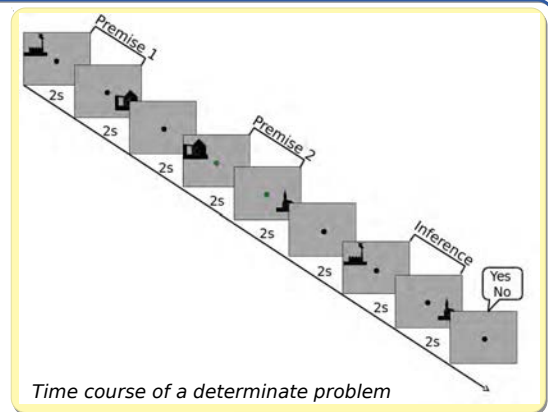 Premise 1
2s
2s
2s
Premise 2
2s
2s
2s
Inference
2s
2s
Yes
No
Time course of a determinate problem